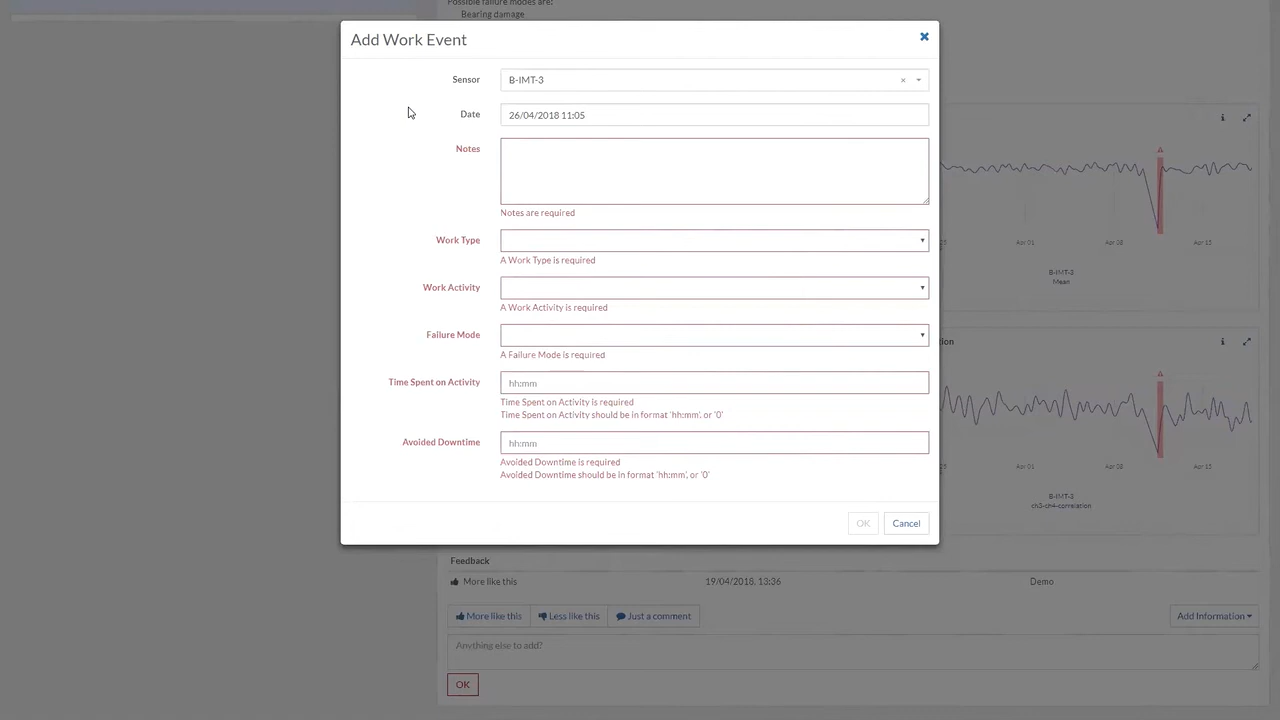 Possible failure modes are:
Bearing damage
Add Work Event
Sensor
B-IMT-3
Date
26/04/2018 11:05
Notes
Notes are required
Work Type
A Work Type is required
Work Activity
A Work Activity is required
Failure Mode
A Failure Mode is required
Time Spent on Activity
hh:mm
Time Spent on Activity is required
Time Spent on Activity should be in format 'hh:mm', or '0'
Avoided Downtime
hh:mm
Avoided Downtime is required
Avoided Downtime should be in format 'hh:mm', or '0'
OK Cancel
Apr 01 Apr 08 Apr 15
B-IMT-3
Mean
Apr 01 Apr 08 Apr 15
B-IMT-3
ch3-ch4-correlation
Feedback
More like this 19/04/2018, 13:36 Demo
More like this Less like this Just a comment Add Information
Anything else to add?
OK